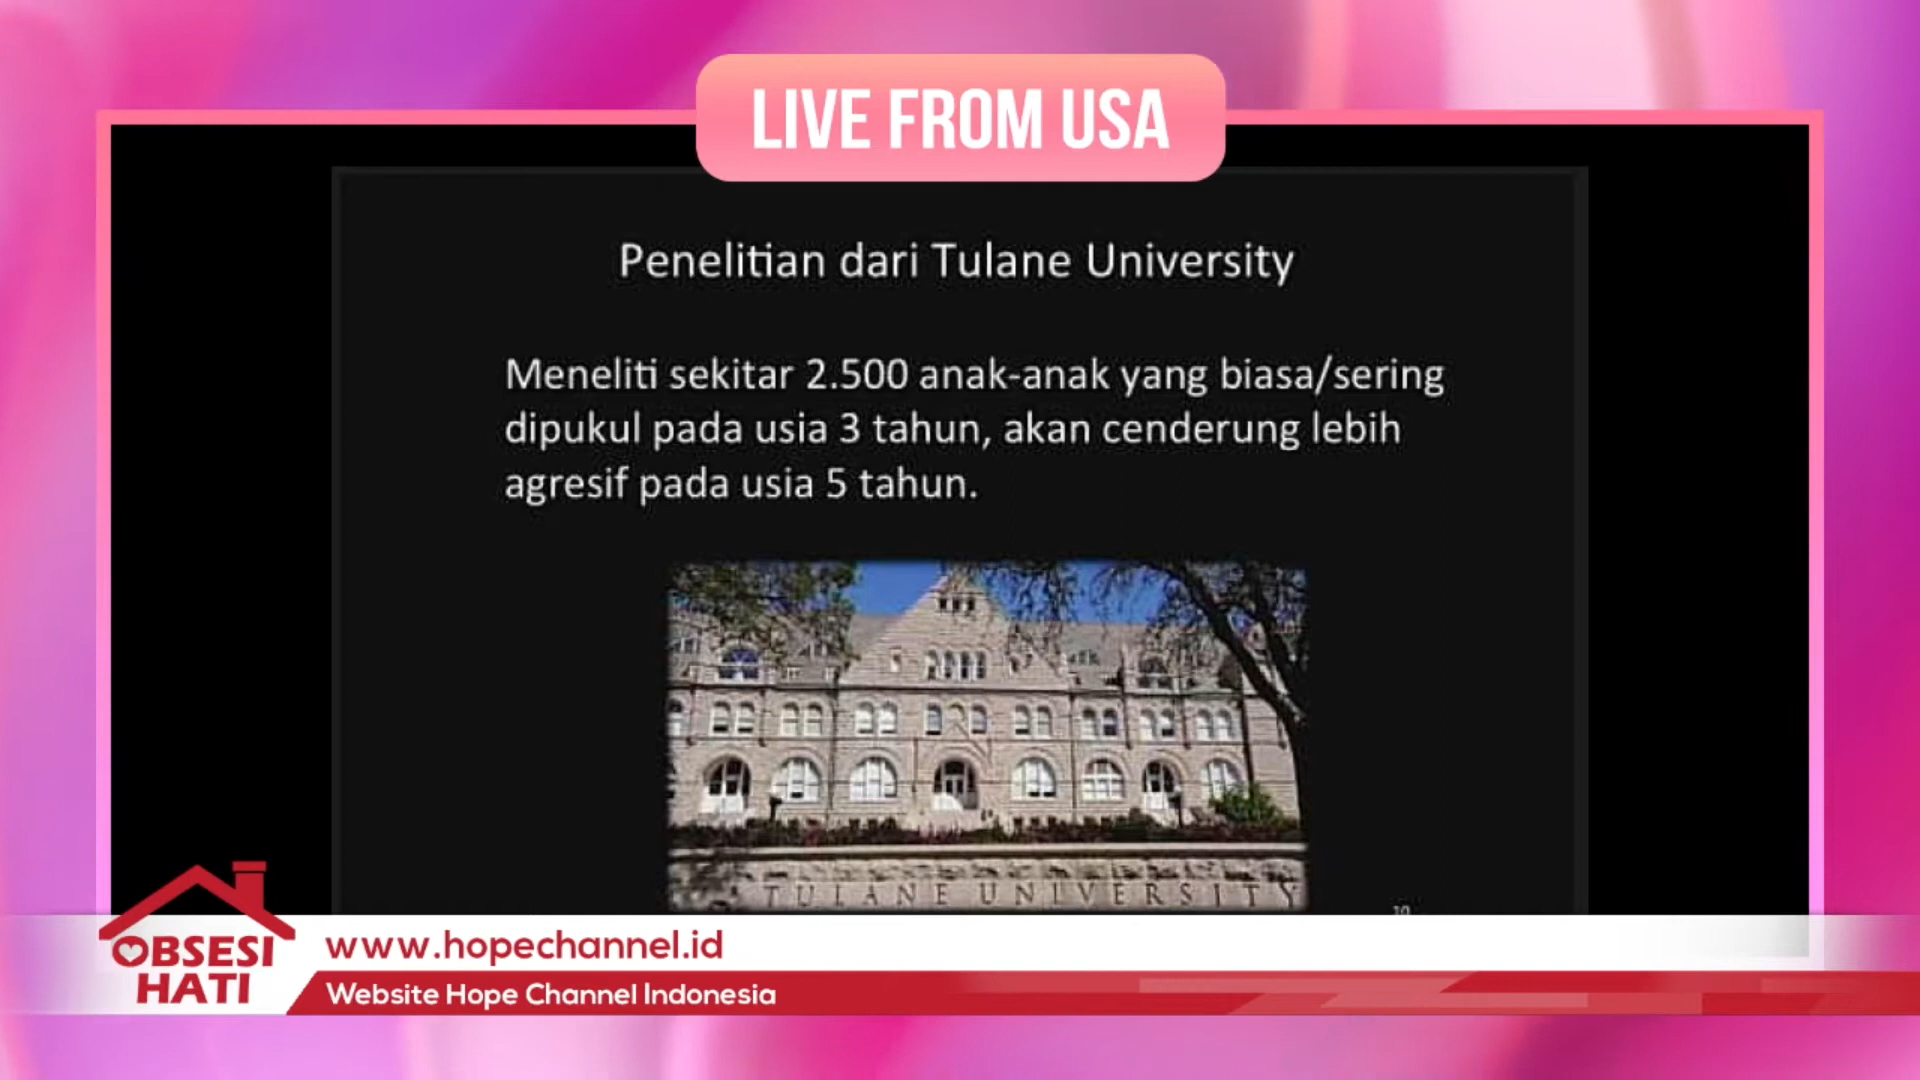 LIVE FROM USA
Penelitian dari Tulane University
Meneliti sekitar 2.500 anak-anak yang biasa/sering
dipukul pada usia 3 tahun, akan cenderung lebih
agresif pada usia 5 tahun.
TULANE UNIVERSITY
OBSESI
HATI
www.hopechannel.id
Website Hope Channel Indonesia